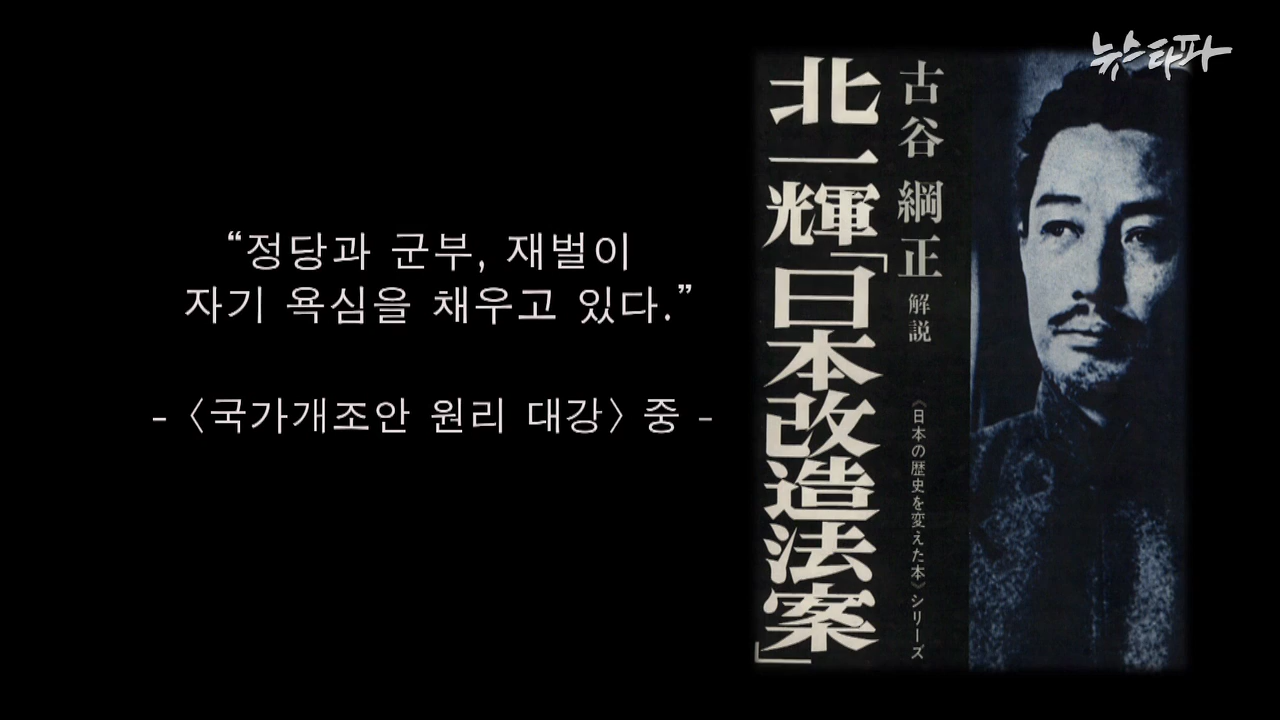 뉴스타파
“정당과 군부, 재벌이
자기 욕심을 채우고 있다.”
- 〈국가개조안 원리 대강〉 중 -
古谷 綱正 解説 《日本の歴史を変えた本》シリーズ
北一輝「日本改造法案」